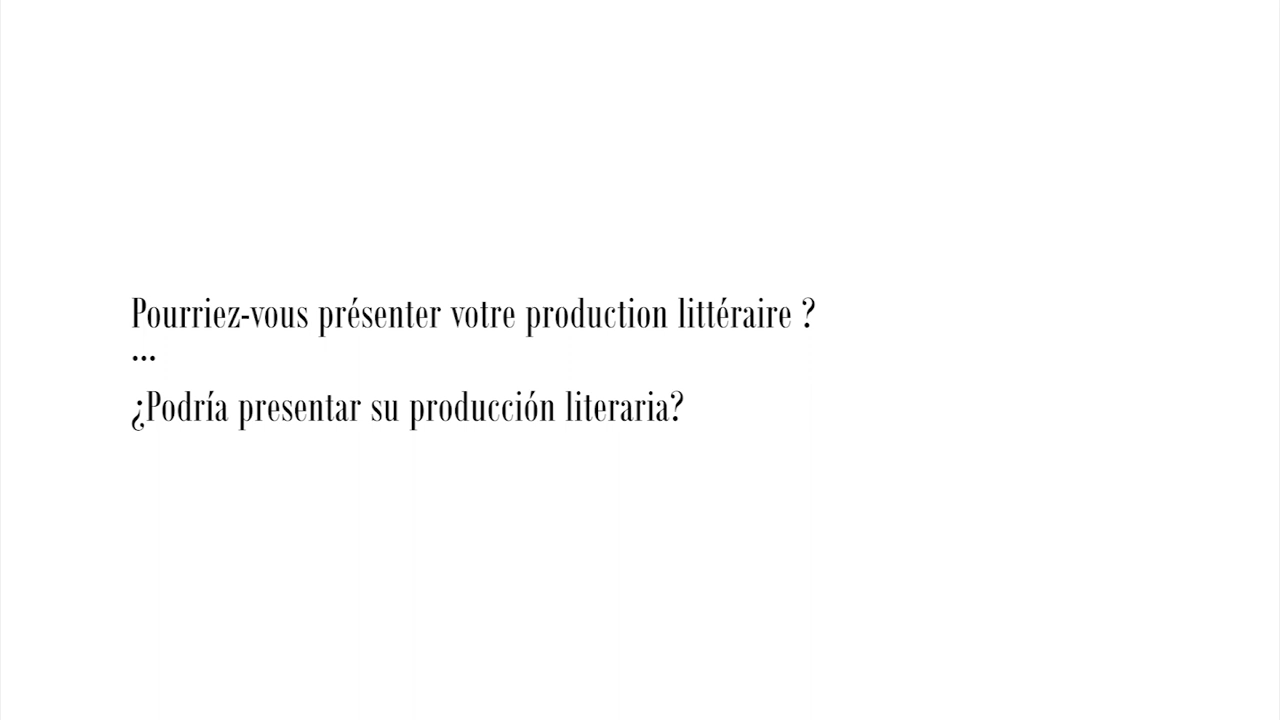 Pourriez-vous présenter votre production littéraire ?
...
¿Podría presentar su producción literaria?